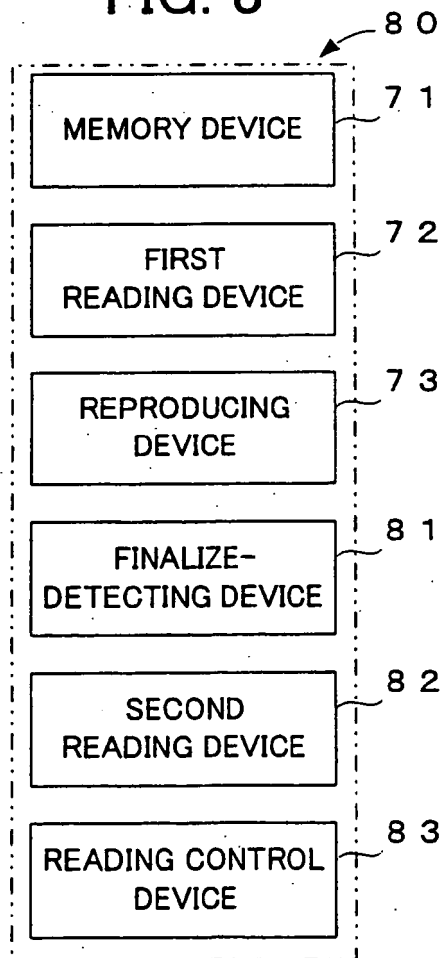 80
71
MEMORY DEVICE
72
FIRST
READING DEVICE
73
REPRODUCING
DEVICE
81
FINALIZE-
DETECTING DEVICE
82
SECOND
READING DEVICE
83
READING CONTROL
DEVICE